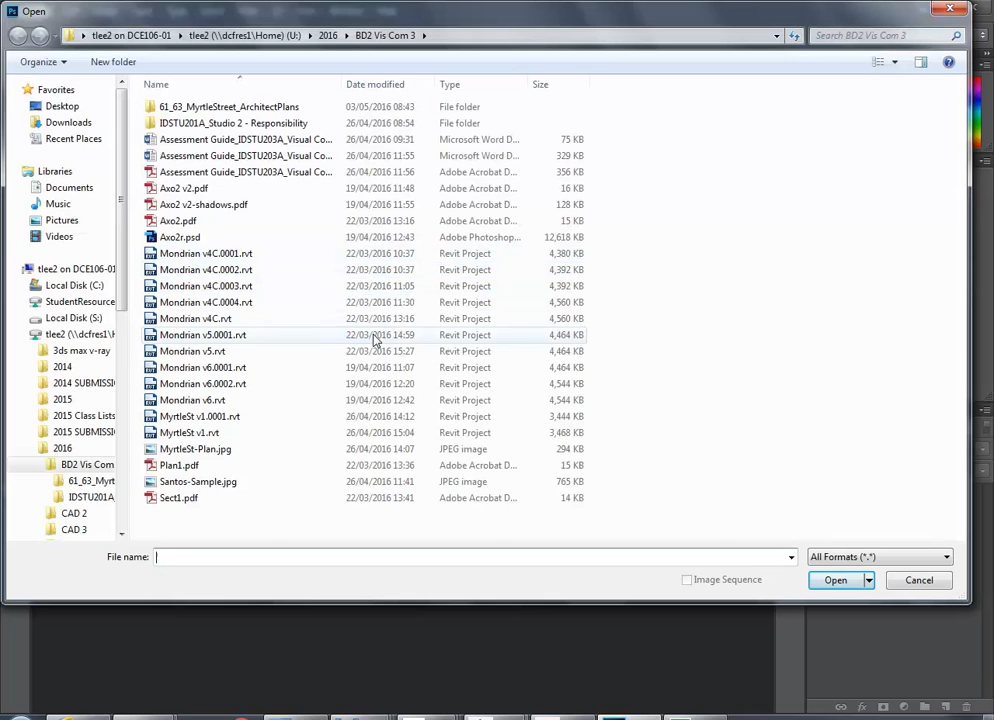 Open
tlee2 on DCE106-01 tlee2 (\\dcfres1\Home) (U:) 2016 BD2 Vis Com 3
Search BD2 Vis Com 3
Organize New folder
Name Date modified Type Size
Favorites
Desktop
Downloads
Recent Places
Libraries
Documents
Music
Pictures
Videos
tlee2 on DCE106-01
Local Disk (C:)
StudentResource
Local Disk (S:)
tlee2 (\\dcfres1\H
3ds max v-ray
2014
2014 SUBMISSI
2015
2015 Class Lists
2015 SUBMISSI
2016
BD2 Vis Com
61_63_Myrt
IDSTU201A_
CAD 2
CAD 3
61_63_MyrtleStreet_ArchitectPlans 03/05/2016 08:43 File folder
IDSTU201A_Studio 2 - Responsibility 26/04/2016 08:54 File folder
Assessment Guide_IDSTU203A_Visual Co... 26/04/2016 09:31 Microsoft Word D... 75 KB
Assessment Guide_IDSTU203A_Visual Co... 26/04/2016 11:55 Microsoft Word D... 329 KB
Assessment Guide_IDSTU203A_Visual Co... 26/04/2016 11:56 Adobe Acrobat D... 356 KB
Axo2 v2.pdf 19/04/2016 11:48 Adobe Acrobat D... 16 KB
Axo2 v2-shadows.pdf 19/04/2016 11:55 Adobe Acrobat D... 128 KB
Axo2.pdf 22/03/2016 13:16 Adobe Acrobat D... 15 KB
Axo2r.psd 19/04/2016 12:43 Adobe Photoshop... 12,618 KB
Mondrian v4C.0001.rvt 22/03/2016 10:37 Revit Project 4,380 KB
Mondrian v4C.0002.rvt 22/03/2016 10:37 Revit Project 4,392 KB
Mondrian v4C.0003.rvt 22/03/2016 11:05 Revit Project 4,392 KB
Mondrian v4C.0004.rvt 22/03/2016 11:30 Revit Project 4,560 KB
Mondrian v4C.rvt 22/03/2016 13:16 Revit Project 4,560 KB
Mondrian v5.0001.rvt 22/03/2016 14:59 Revit Project 4,464 KB
Mondrian v5.rvt 22/03/2016 15:27 Revit Project 4,464 KB
Mondrian v6.0001.rvt 19/04/2016 11:07 Revit Project 4,464 KB
Mondrian v6.0002.rvt 19/04/2016 12:20 Revit Project 4,544 KB
Mondrian v6.rvt 19/04/2016 12:42 Revit Project 4,544 KB
MyrtleSt v1.0001.rvt 26/04/2016 14:12 Revit Project 3,444 KB
MyrtleSt v1.rvt 26/04/2016 15:04 Revit Project 3,468 KB
MyrtleSt-Plan.jpg 26/04/2016 14:07 JPEG image 294 KB
Plan1.pdf 22/03/2016 13:36 Adobe Acrobat D... 15 KB
Santos-Sample.jpg 26/04/2016 11:41 JPEG image 765 KB
Sect1.pdf 22/03/2016 13:41 Adobe Acrobat D... 14 KB
File name: All Formats (*.*)
Image Sequence
Open Cancel